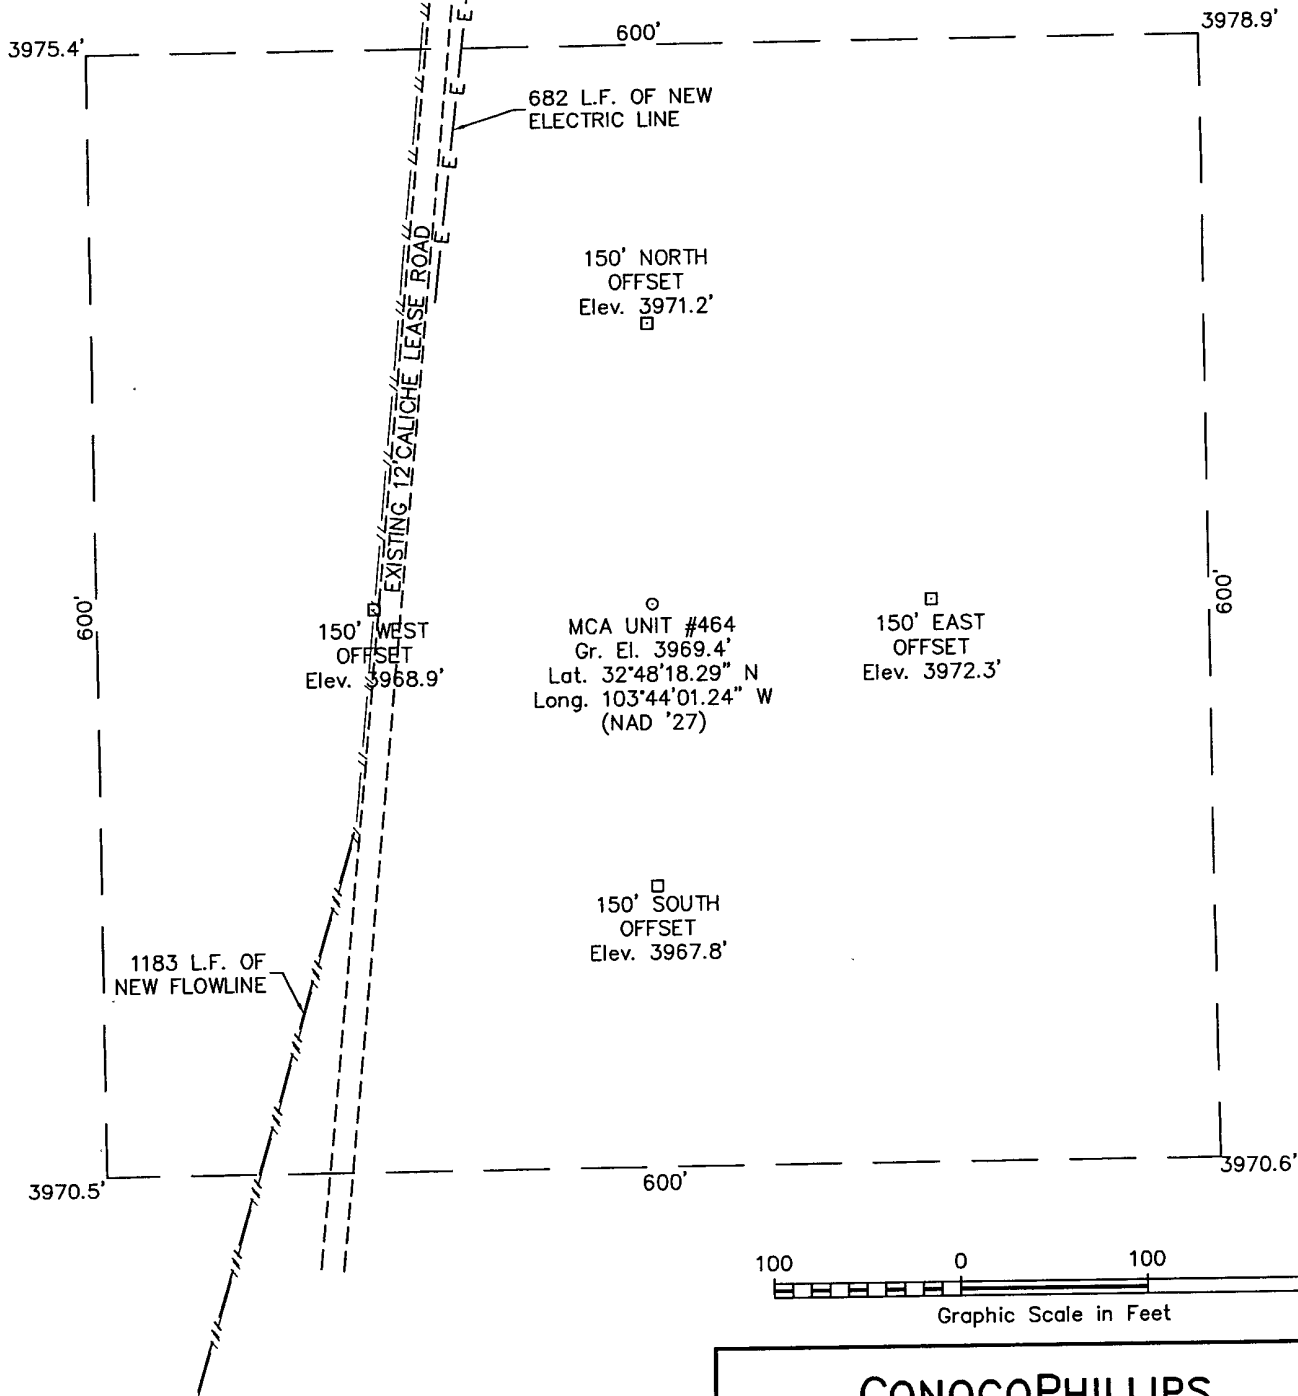 3975.4'
600'
3978.9'
E
E
682 L.F. OF NEW
ELECTRIC LINE
E
E
EXISTING 12' CALICHE LEASE ROAD
150' NORTH
OFFSET
Elev. 3971.2'
600'
150' WEST
OFFSET
Elev. 3968.9'
MCA UNIT #464
Gr. El. 3969.4'
Lat. 32°48'18.29" N
Long. 103°44'01.24" W
(NAD '27)
150' EAST
OFFSET
Elev. 3972.3'
600'
150' SOUTH
OFFSET
Elev. 3967.8'
1183 L.F. OF
NEW FLOWLINE
3970.5'
600'
3970.6'
100 0 100
Graphic Scale in Feet
CONOCOPHILLIPS